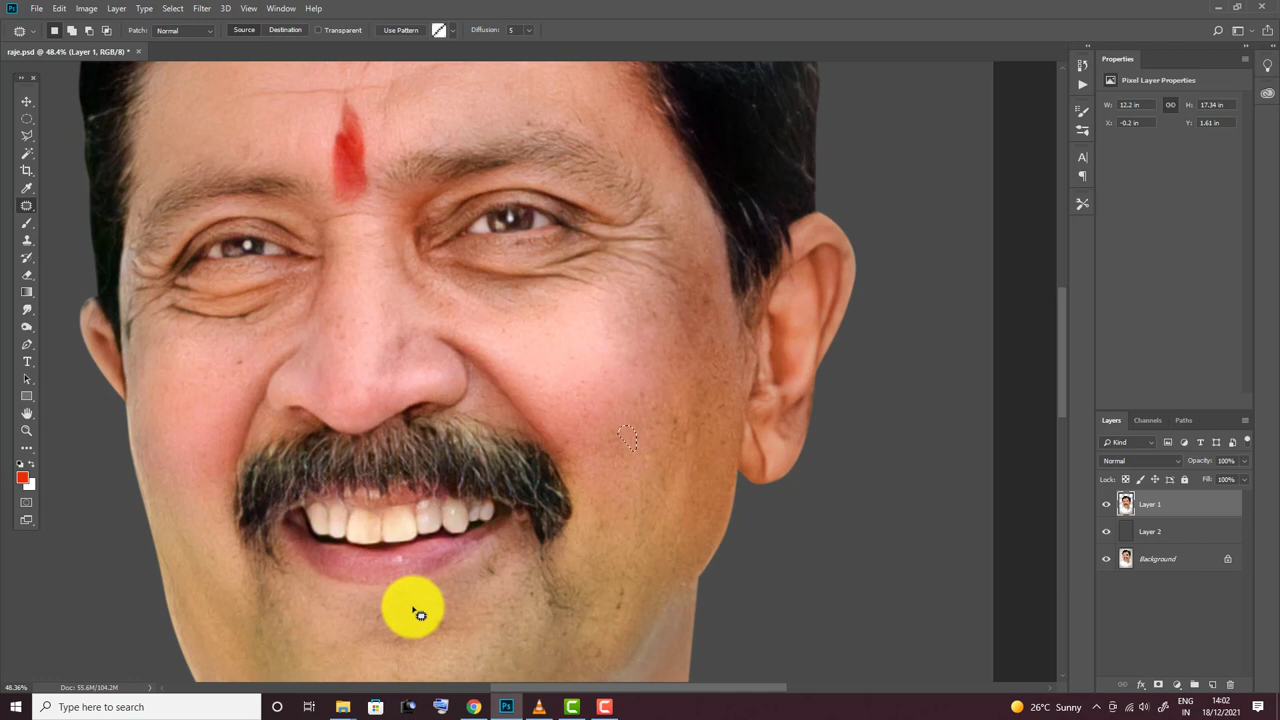 Ps File Edit Image Layer Type Select Filter 3D View Window Help
Patch: Normal Source Destination Transparent Use Pattern Diffusion: 5
raje.psd @ 48.4% (Layer 1, RGB/8) * ×
Properties
Pixel Layer Properties
W: 12.2 in H: 17.34 in
X: -0.2 in Y: 1.61 in
Layers Channels Paths
Kind
Normal Opacity: 100%
Lock: Fill: 100%
Layer 1
Layer 2
Background
48.36% Doc: 55.6M/104.2M
Type here to search
Ps
26°C Sunny
ENG
IN
14:02
18/12/2021